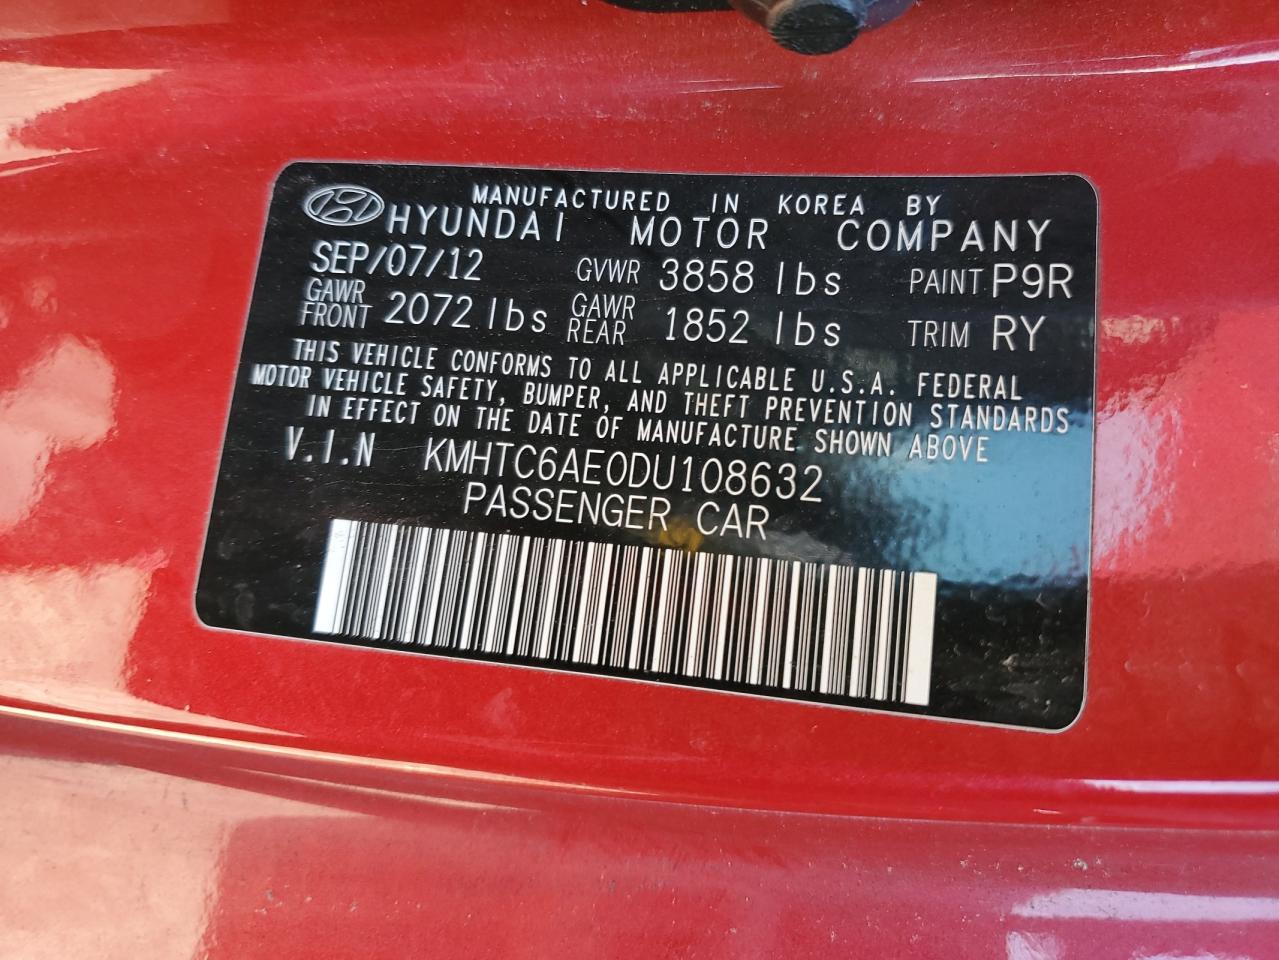 MANUFACTURED IN KOREA BY
HYUNDAI MOTOR COMPANY
SEP/07/12 GVWR 3858 lbs PAINT P9R
GAWR FRONT 2072 lbs GAWR REAR 1852 lbs TRIM RY
THIS VEHICLE CONFORMS TO ALL APPLICABLE U.S.A. FEDERAL
MOTOR VEHICLE SAFETY, BUMPER, AND THEFT PREVENTION STANDARDS
IN EFFECT ON THE DATE OF MANUFACTURE SHOWN ABOVE
V.I.N KMHTC6AE0DU108632
PASSENGER CAR